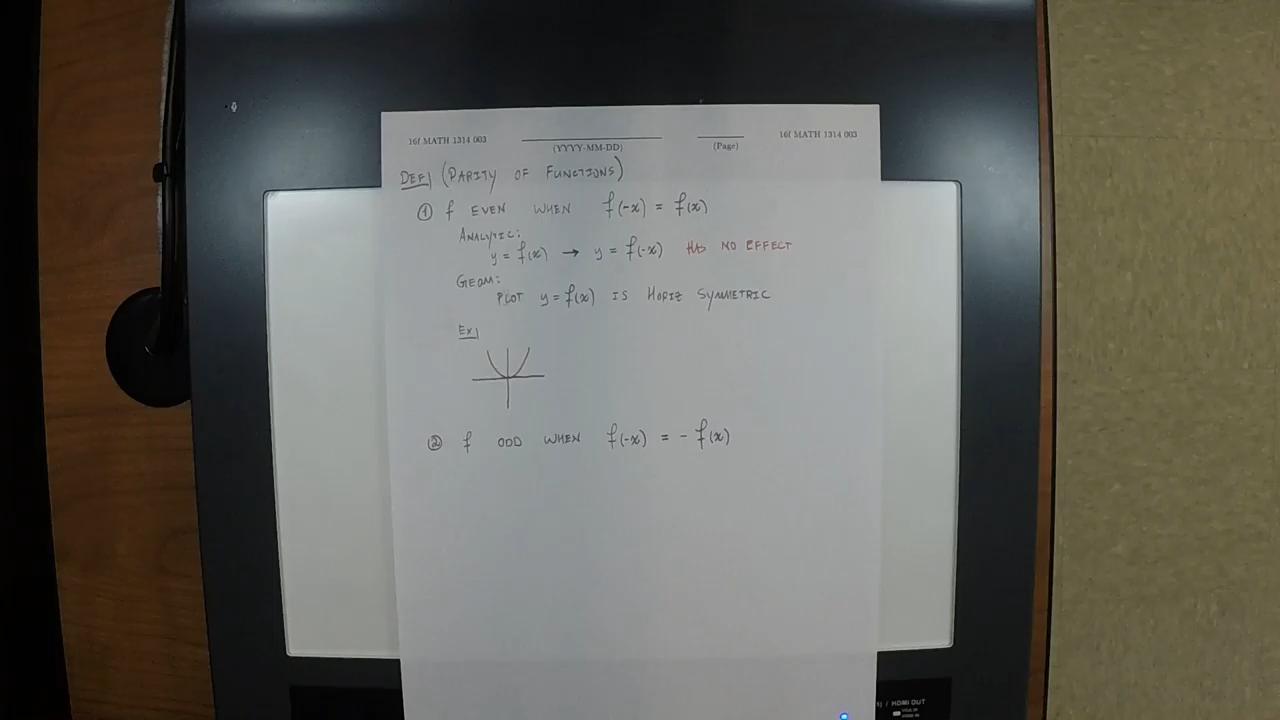 16f MATH 1314 003
(YYYY-MM-DD)
(Page)
16f MATH 1314 003
DEF (PARITY OF FUNCTIONS)
① f EVEN WHEN f(-x) = f(x)
ANALYTIC:
y = f(x) → y = f(-x) HAS NO EFFECT
GEOM:
PLOT y = f(x) IS HORIZ SYMMETRIC
EX
② f ODD WHEN f(-x) = - f(x)
/ HDMI OUT